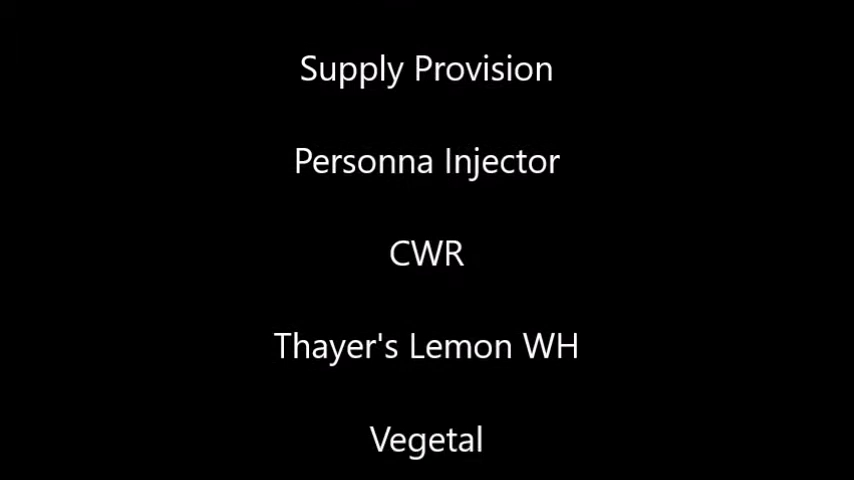 Supply Provision
Personna Injector
CWR
Thayer's Lemon WH
Vegetal